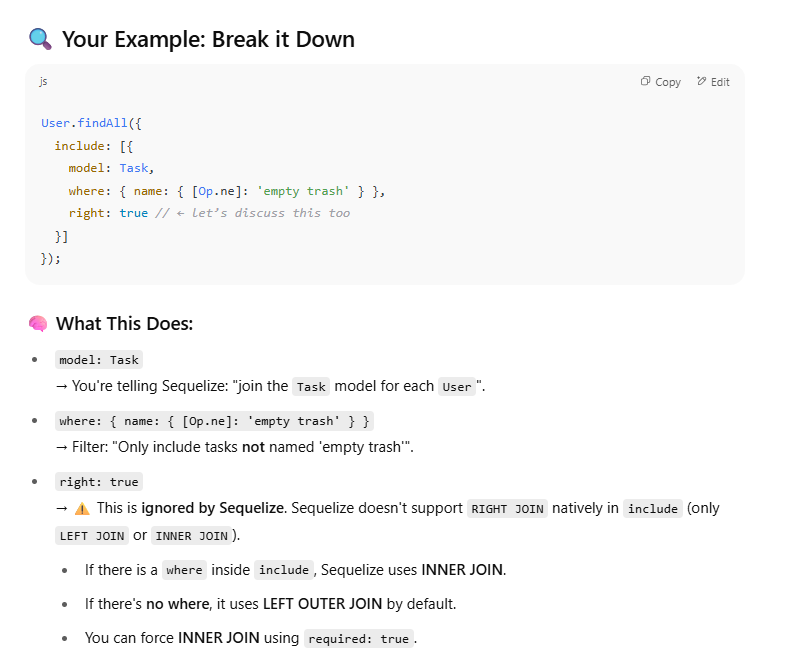 🔍 Your Example: Break it Down
js
Copy
Edit
User.findAll({
  include: [{
    model: Task,
    where: { name: { [Op.ne]: 'empty trash' } },
    right: true // ← let’s discuss this too
  }]
});
🧠 What This Does:
• model: Task
→ You're telling Sequelize: "join the Task model for each User".
• where: { name: { [Op.ne]: 'empty trash' } }
→ Filter: "Only include tasks not named 'empty trash'".
• right: true
→ ⚠️ This is ignored by Sequelize. Sequelize doesn't support RIGHT JOIN natively in include (only
LEFT JOIN or INNER JOIN).
• If there is a where inside include, Sequelize uses INNER JOIN.
• If there's no where, it uses LEFT OUTER JOIN by default.
• You can force INNER JOIN using required: true.